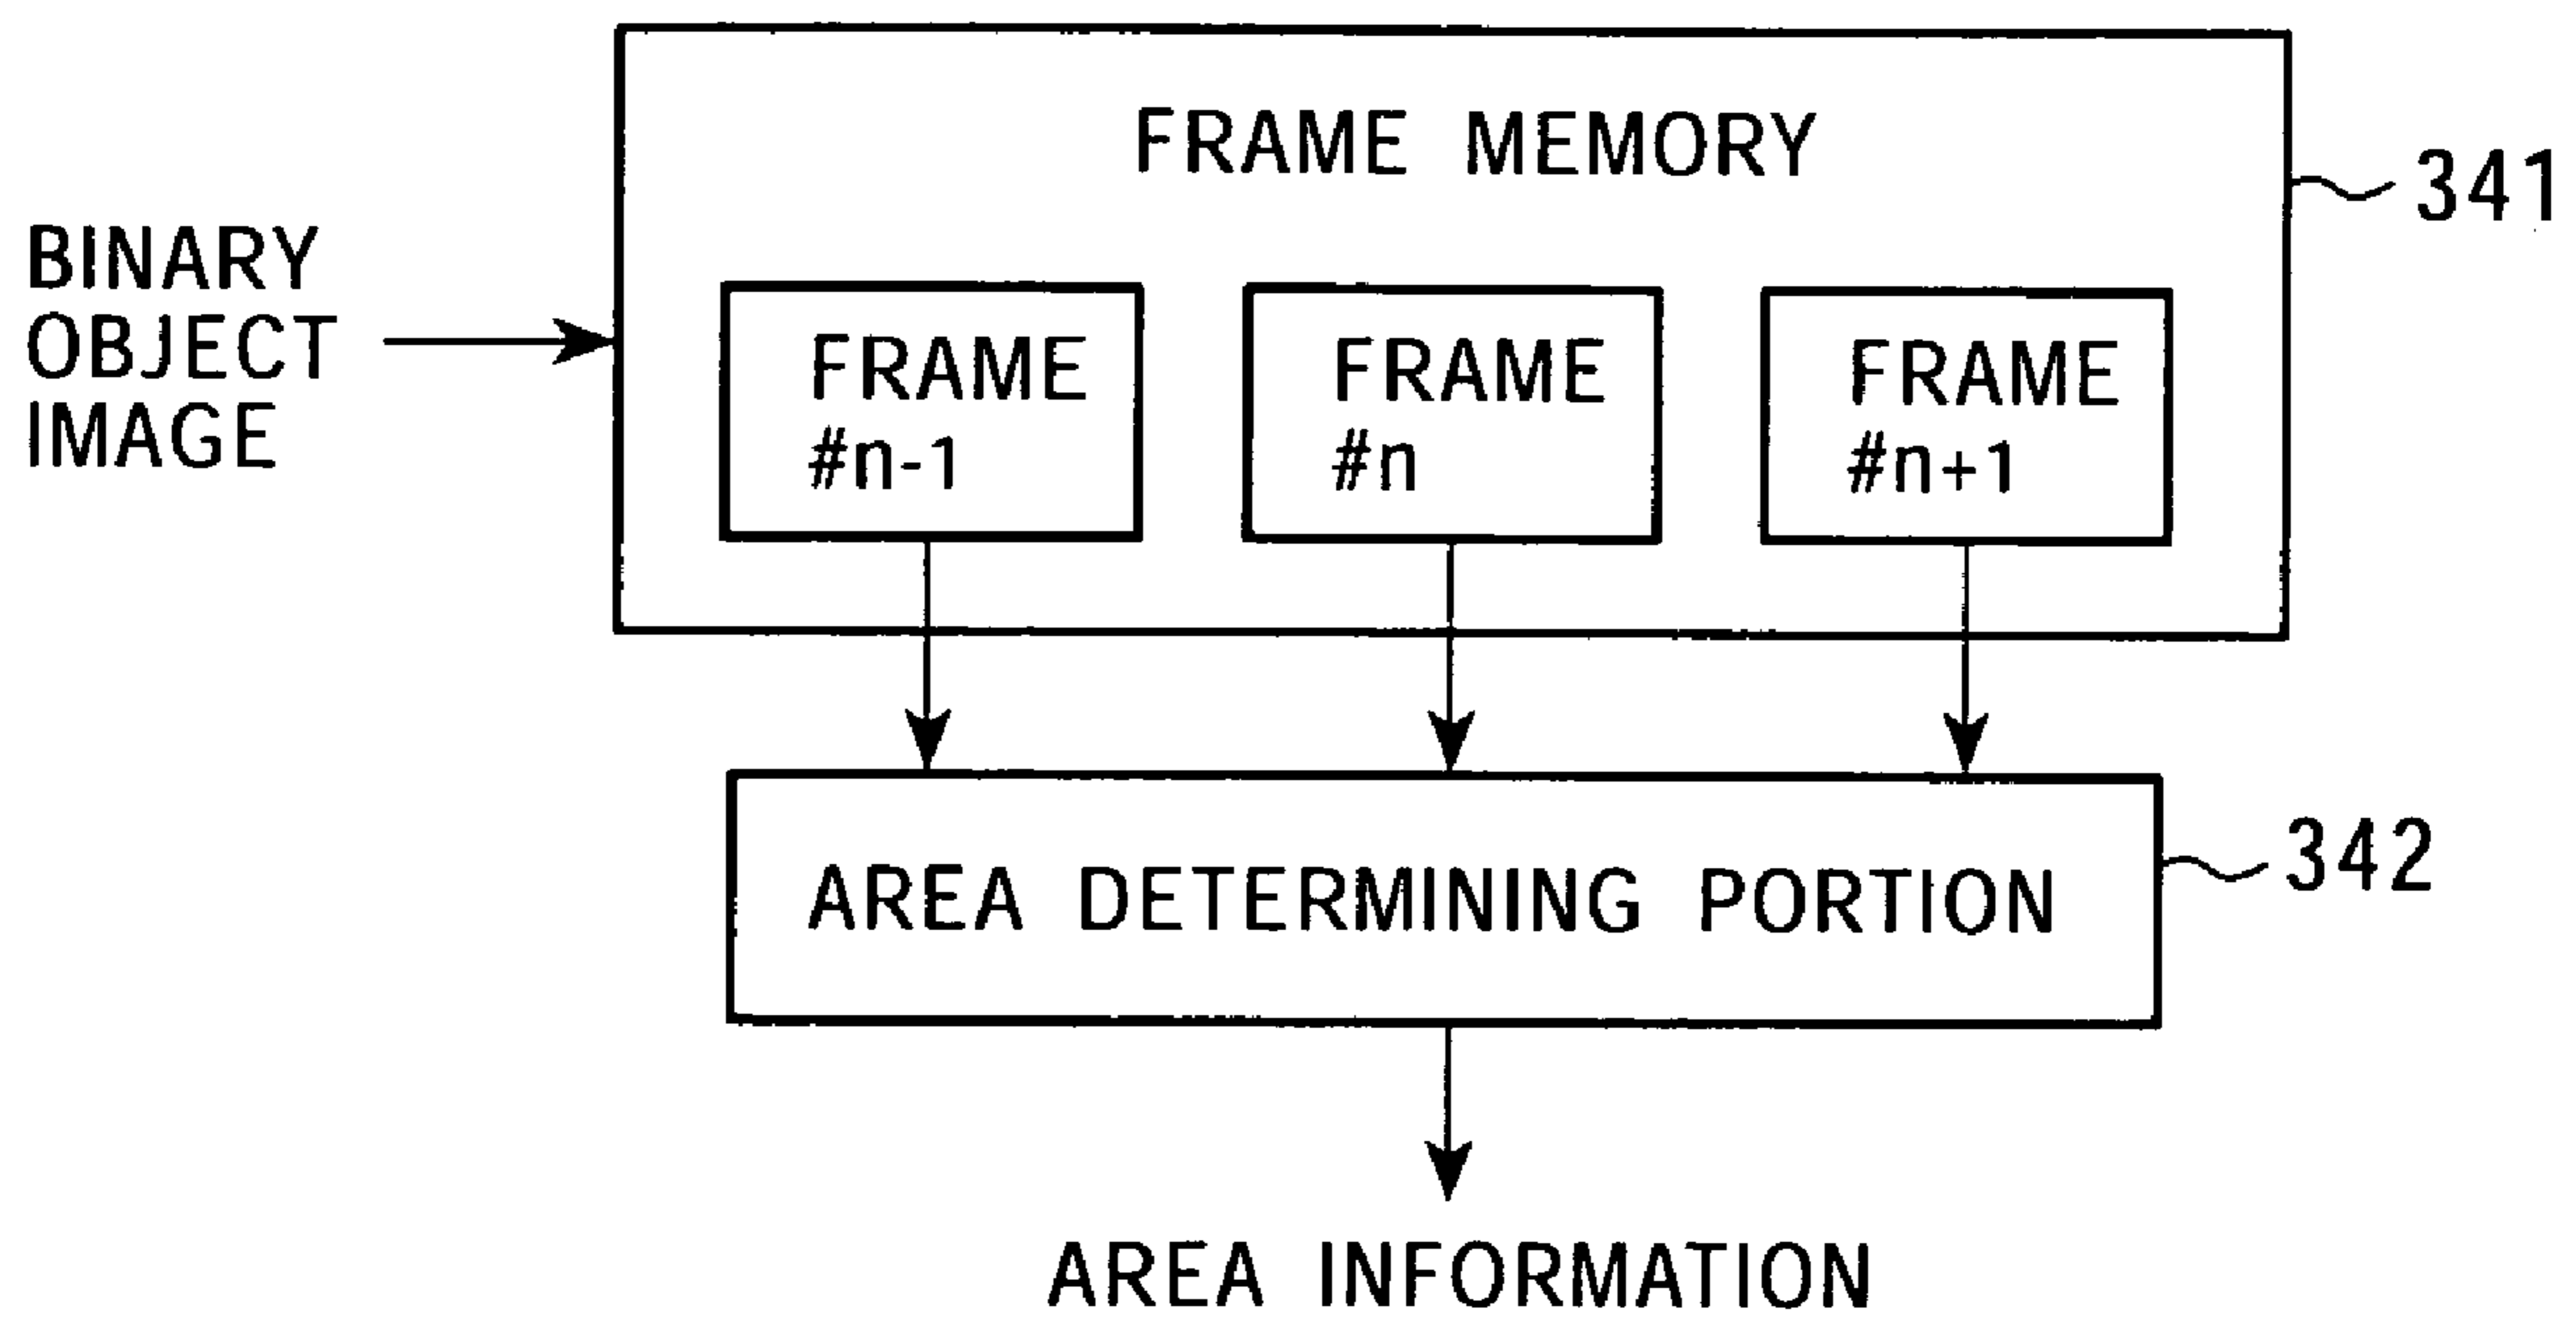 FRAME MEMORY
341
BINARY
OBJECT
IMAGE
FRAME
#n-1
FRAME
#n
FRAME
#n+1
AREA DETERMINING PORTION
342
AREA INFORMATION